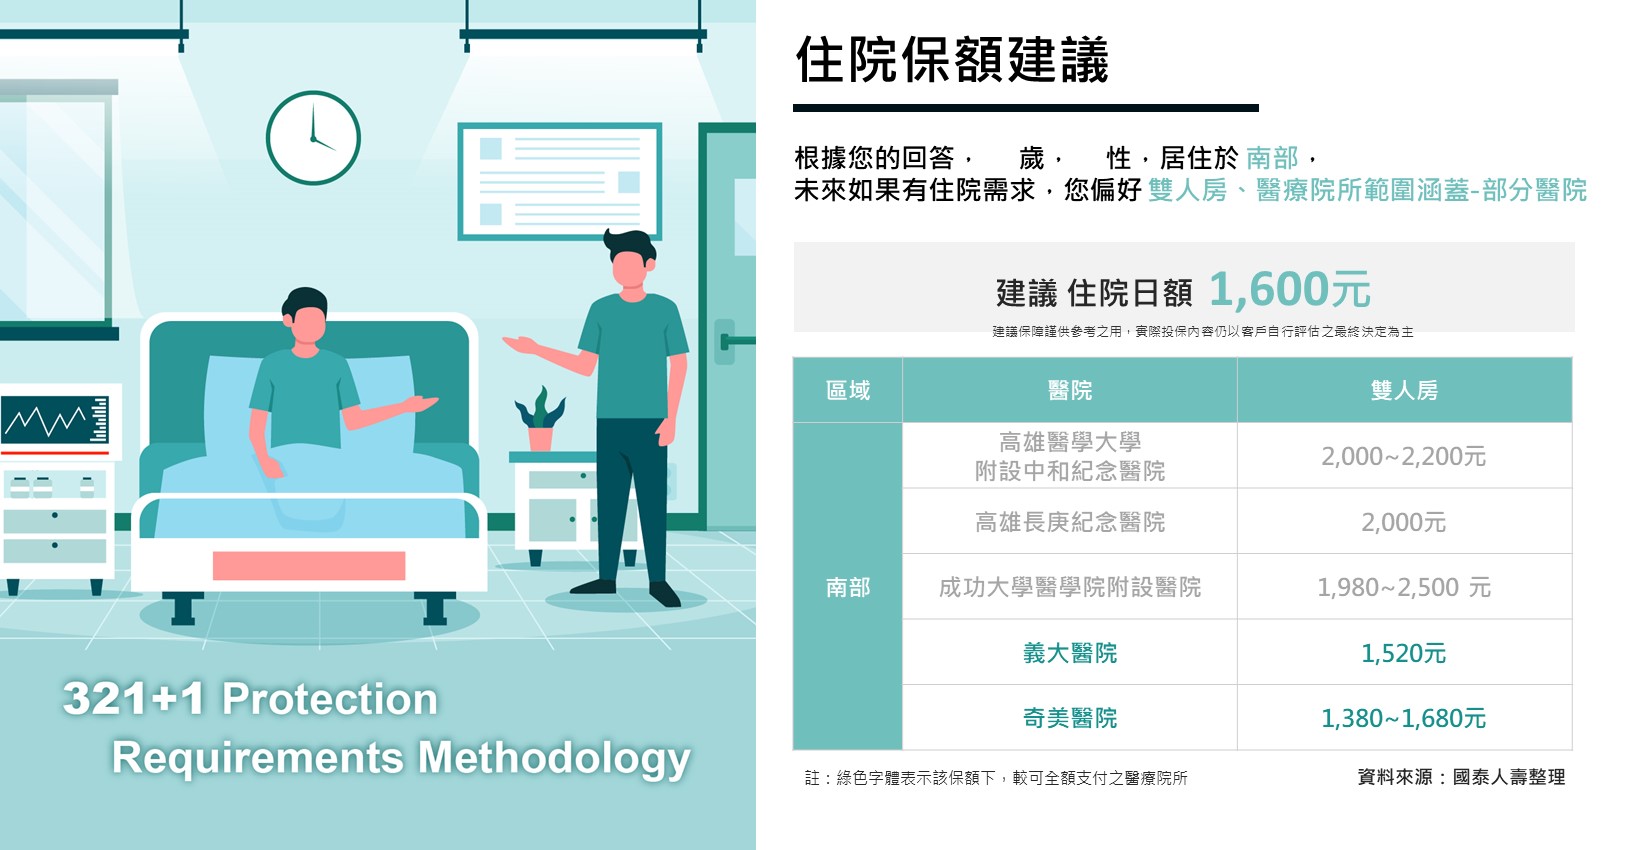 321+1 Protection
Requirements Methodology
住院保額建議
根據您的回答， 歲， 性，居住於 南部，
未來如果有住院需求，您偏好 雙人房、醫療院所範圍涵蓋-部分醫院
建議 住院日額 1,600元
建議保障謹供參考之用，實際投保內容仍以客戶自行評估之最終決定為主
區域 醫院 雙人房
南部
高雄醫學大學
附設中和紀念醫院 2,000~2,200元
高雄長庚紀念醫院 2,000元
成功大學醫學院附設醫院 1,980~2,500 元
義大醫院 1,520元
奇美醫院 1,380~1,680元
註：綠色字體表示該保額下，較可全額支付之醫療院所
資料來源：國泰人壽整理